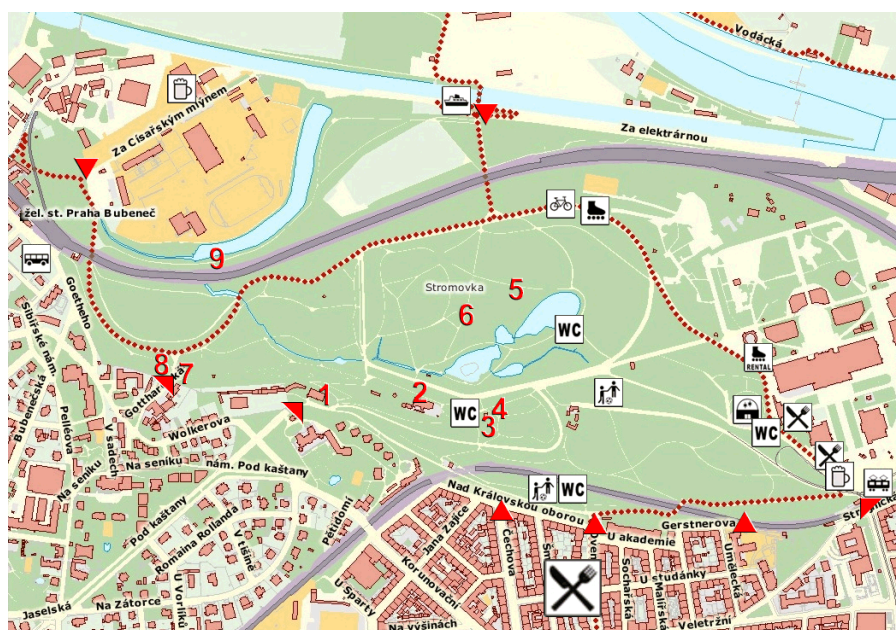 Vodácká
Za Císařským mlýnem
Za elektrárnou
žel. st. Praha Bubeneč
9
Stromovka
5
6
WC
Goetheho
Sibiřské nám.
8
7
Gotthardská
1
2
4
3
WC
RENTAL
WC
Bubenečská
Pelléova
V sadech
Wolkerova
Na seníku
Na seníku
nám. Pod kaštany
Pod kaštany
Romaina Rollanda
V tišině
Pětidomí
WC
Nad Královskou oborou
Jana Zajíce
Čechova
Gerstnerova
U akademie
Umělecká
Korunovační
U studánky
Sochařská
Malířská
Veletržní
Jaselská
Na Zátorce
U Vorlíků
U Sparty
Na výšinách